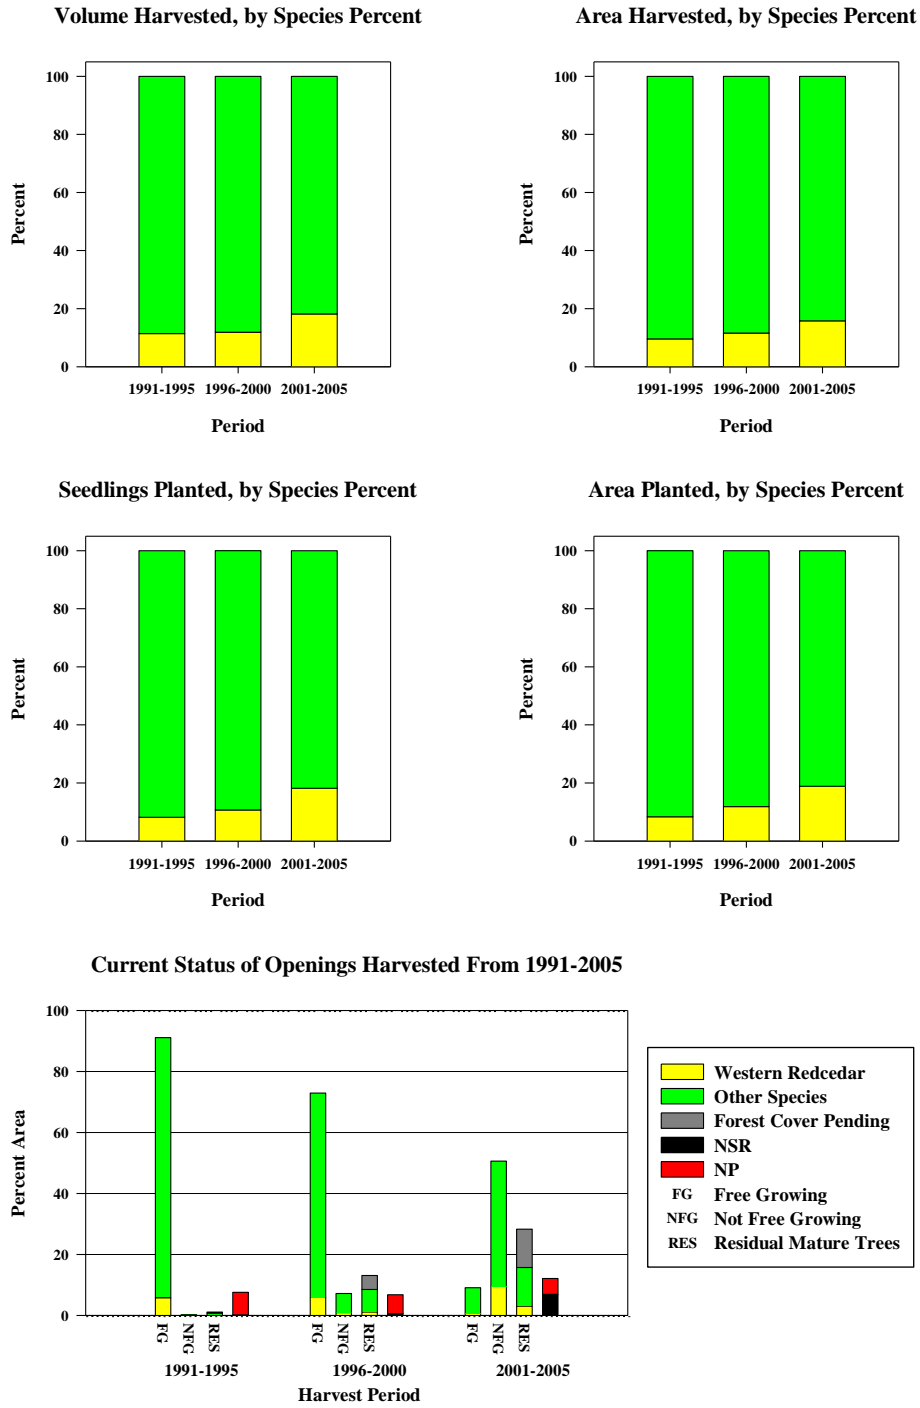 Volume Harvested, by Species Percent
Percent
100
80
60
40
20
0
1991-1995 1996-2000 2001-2005
Period
Area Harvested, by Species Percent
Percent
100
80
60
40
20
0
1991-1995 1996-2000 2001-2005
Period
Seedlings Planted, by Species Percent
Percent
100
80
60
40
20
0
1991-1995 1996-2000 2001-2005
Period
Area Planted, by Species Percent
Percent
100
80
60
40
20
0
1991-1995 1996-2000 2001-2005
Period
Current Status of Openings Harvested From 1991-2005
Percent Area
100
80
60
40
20
0
FG NFG RES FG NFG RES FG NFG RES
1991-1995 1996-2000 2001-2005
Harvest Period
Western Redcedar
Other Species
Forest Cover Pending
NSR
NP
FG Free Growing
NFG Not Free Growing
RES Residual Mature Trees